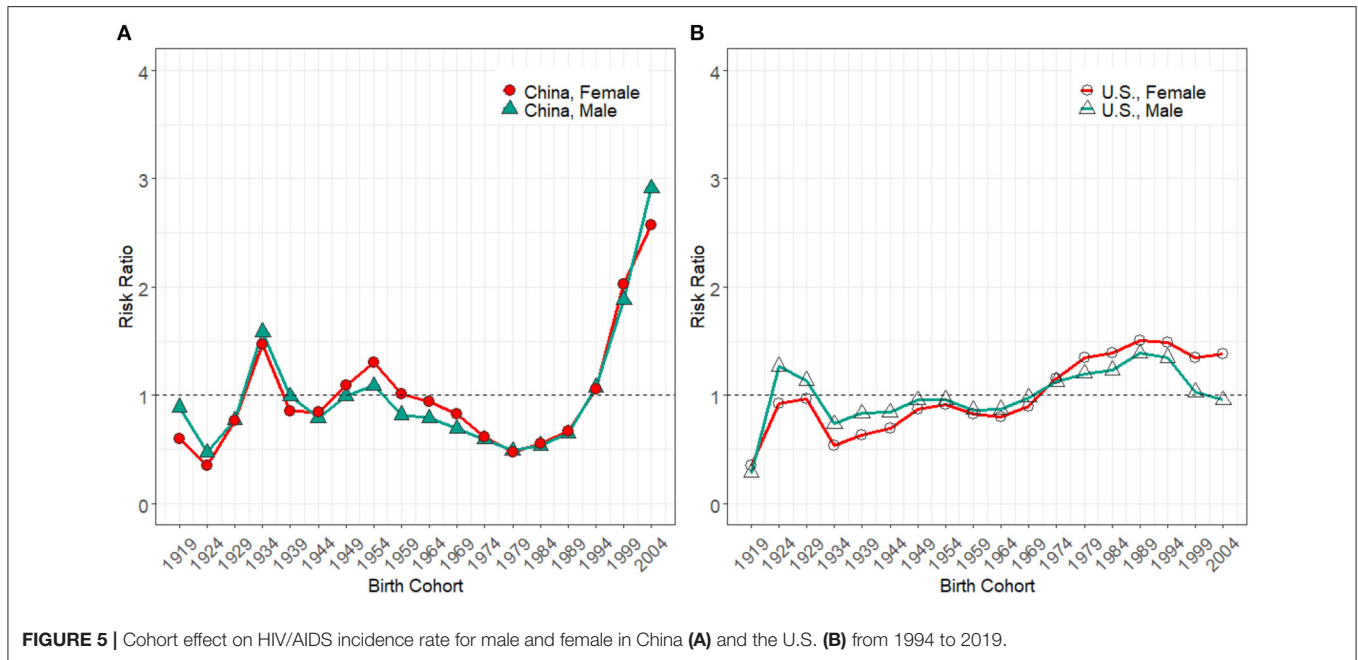 A
4
3
2
1
0
Risk Ratio
China, Female
China, Male
1919 1924 1929 1934 1939 1944 1949 1954 1959 1964 1969 1974 1979 1984 1989 1994 1999 2004
Birth Cohort
B
4
3
2
1
0
Risk Ratio
U.S., Female
U.S., Male
1919 1924 1929 1934 1939 1944 1949 1954 1959 1964 1969 1974 1979 1984 1989 1994 1999 2004
Birth Cohort
FIGURE 5 | Cohort effect on HIV/AIDS incidence rate for male and female in China (A) and the U.S. (B) from 1994 to 2019.